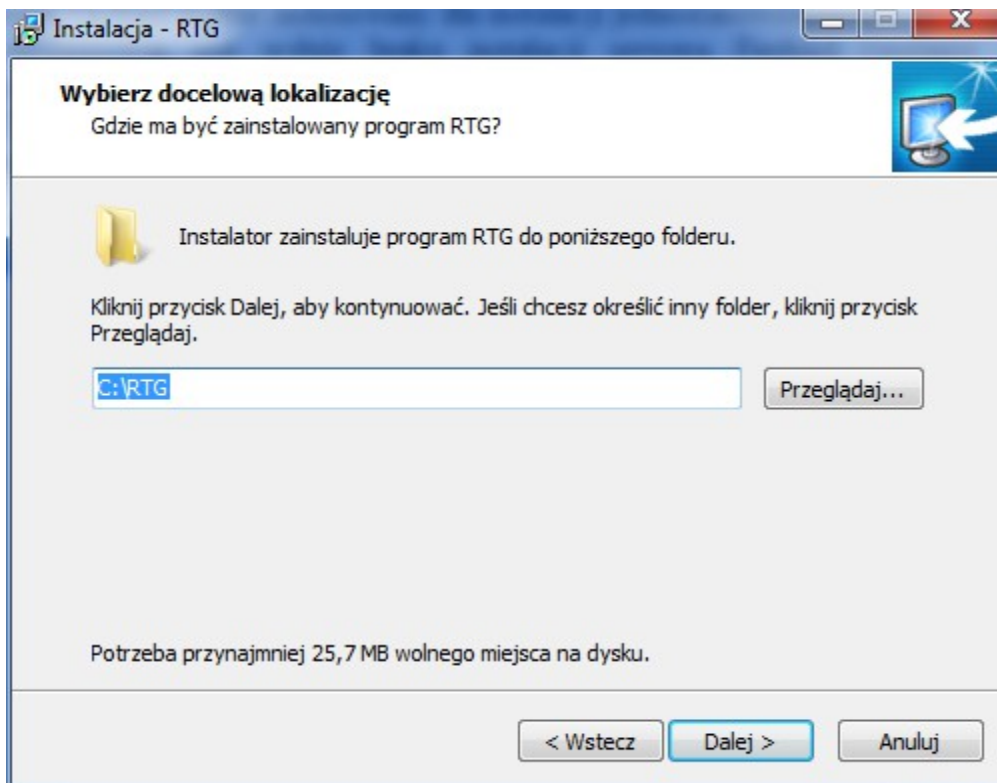 Instalacja - RTG
Wybierz docelową lokalizację
Gdzie ma być zainstalowany program RTG?
Instalator zainstaluje program RTG do poniższego folderu.
Kliknij przycisk Dalej, aby kontynuować. Jeśli chcesz określić inny folder, kliknij przycisk
Przeglądaj.
C:\RTG
Przeglądaj...
Potrzeba przynajmniej 25,7 MB wolnego miejsca na dysku.
< Wstecz
Dalej >
Anuluj